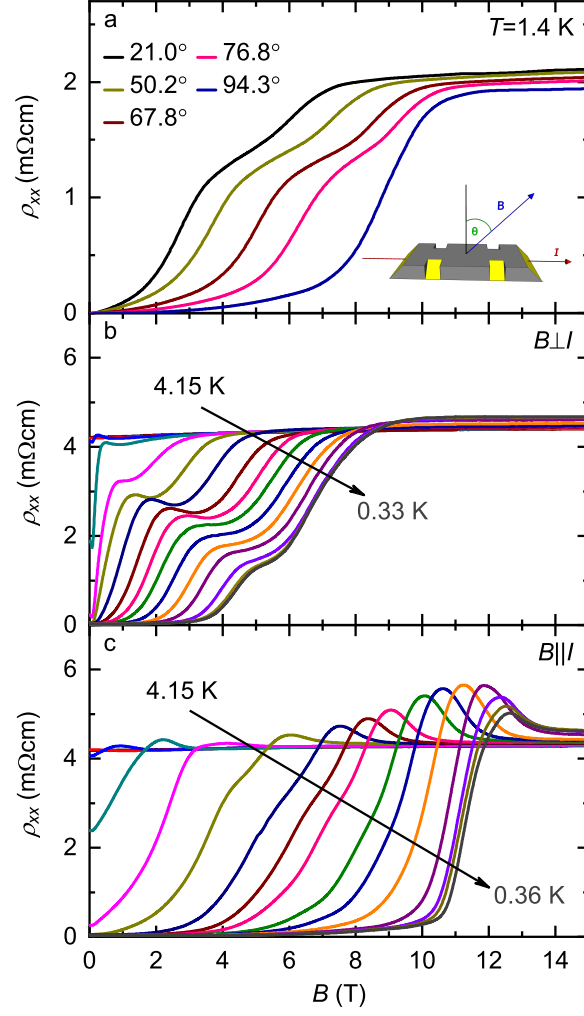 a
T=1.4 K
21.0°
76.8°
50.2°
94.3°
67.8°
2
1
0
ρxx (mΩcm)
B
θ
I
b
B⊥I
6
4
2
0
4.15 K
0.33 K
ρxx (mΩcm)
c
B||I
6
4
2
0
4.15 K
0.36 K
ρxx (mΩcm)
0 2 4 6 8 10 12 14
B (T)